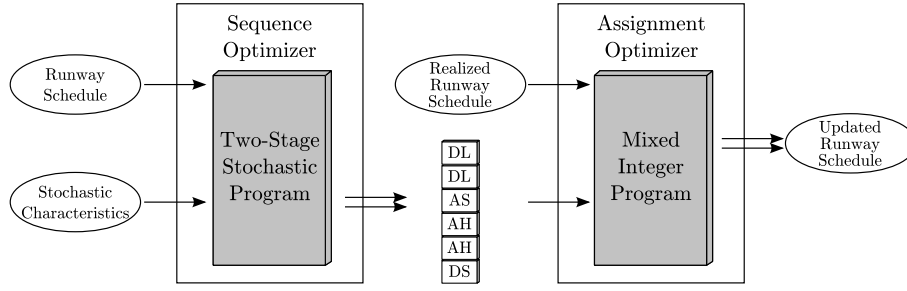 Sequence
Optimizer
Runway
Schedule
Stochastic
Characteristics
Two-Stage
Stochastic
Program
DL
DL
AS
AH
AH
DS
Realized
Runway
Schedule
Assignment
Optimizer
Mixed
Integer
Program
Updated
Runway
Schedule